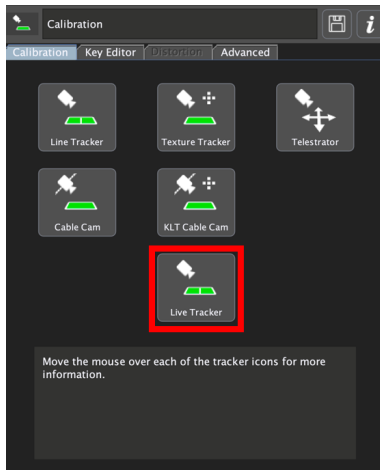 Calibration
Calibration Key Editor Distortion Advanced
Line Tracker Texture Tracker Telestrator
Cable Cam KLT Cable Cam
Live Tracker
Move the mouse over each of the tracker icons for more
information.